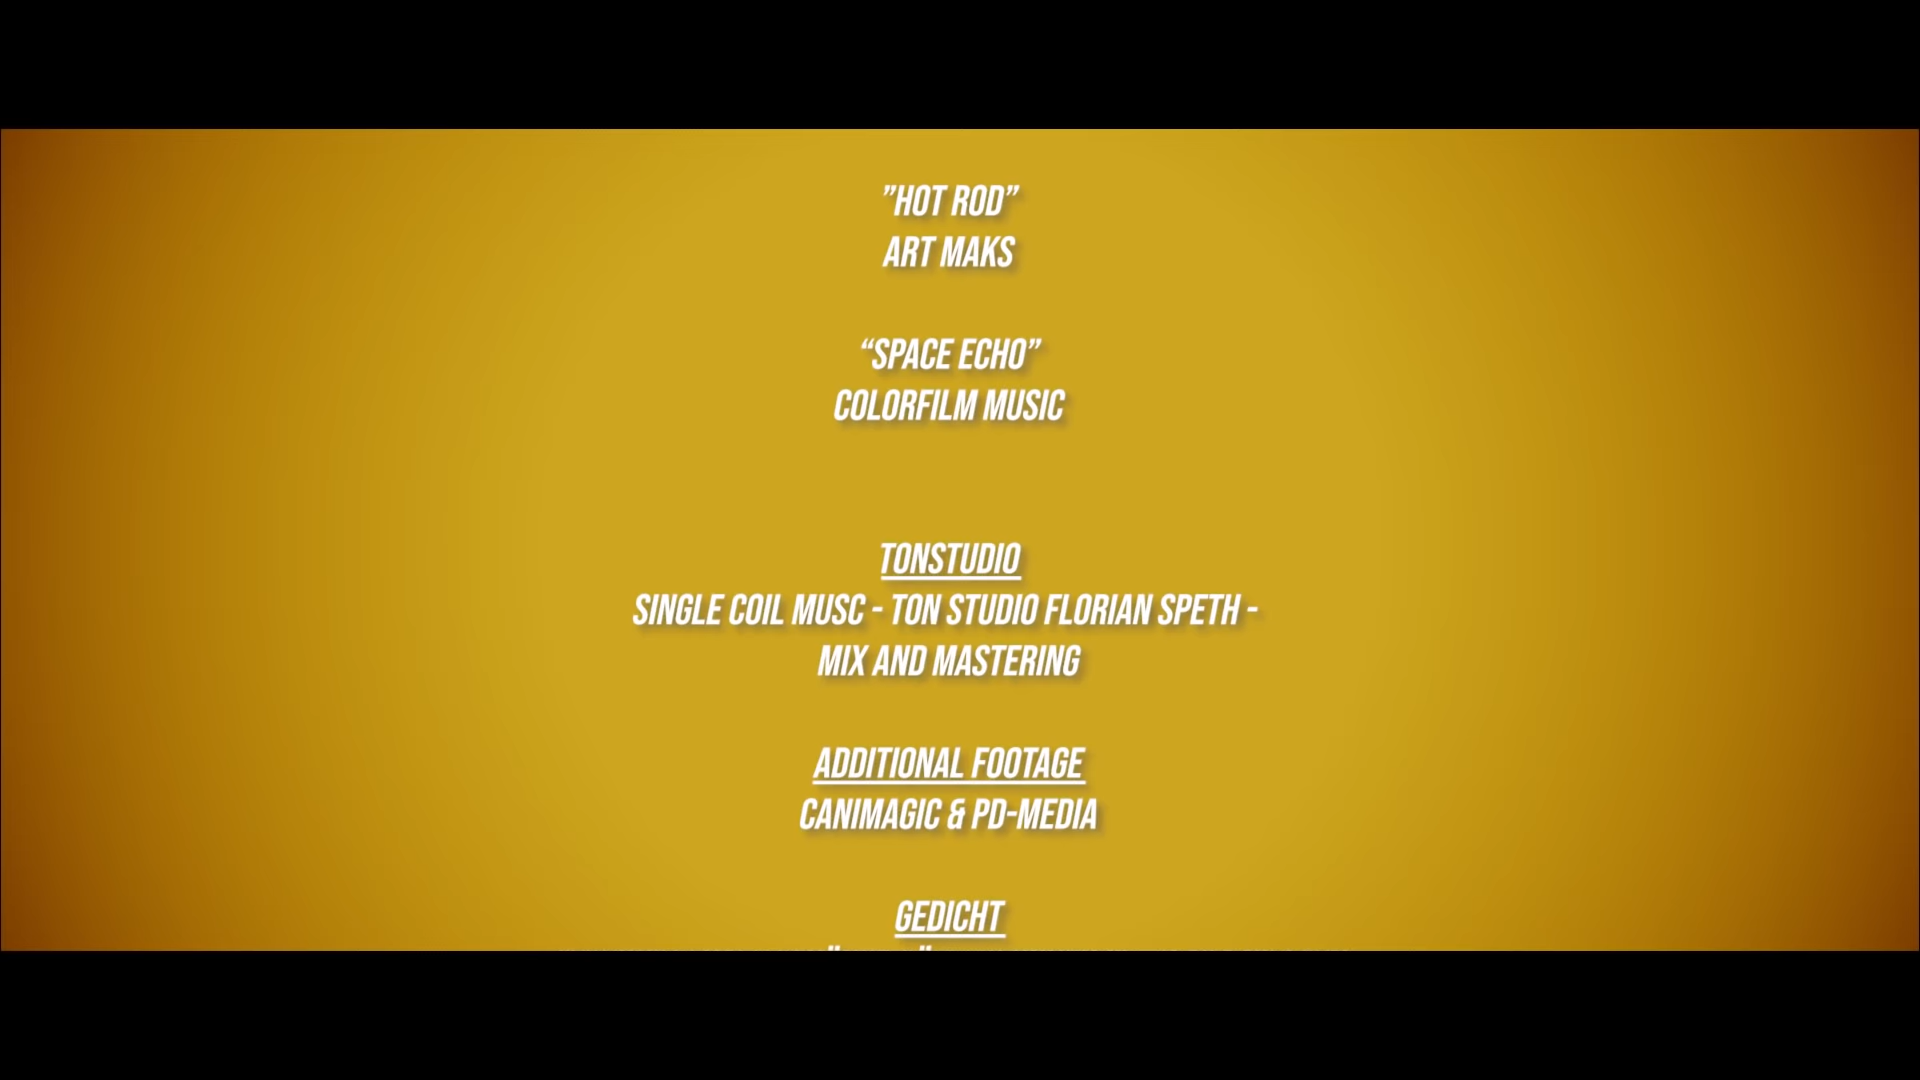 ”HOT ROD”
ART MAKS
“SPACE ECHO”
COLORFILM MUSIC
TONSTUDIO
SINGLE COIL MUSC - TON STUDIO FLORIAN SPETH -
MIX AND MASTERING
ADDITIONAL FOOTAGE
CANIMAGIC & PD-MEDIA
GEDICHT